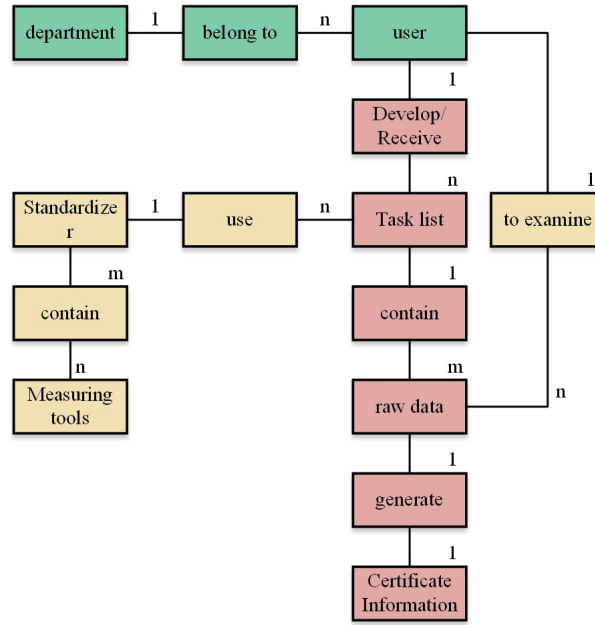 department 1 belong to n user
1
Develop/
Receive
n 1
Standardize
r
1 use n Task list to examine
m 1
contain contain
n m
Measuring
tools
raw data n
1
generate
1
Certificate
Information